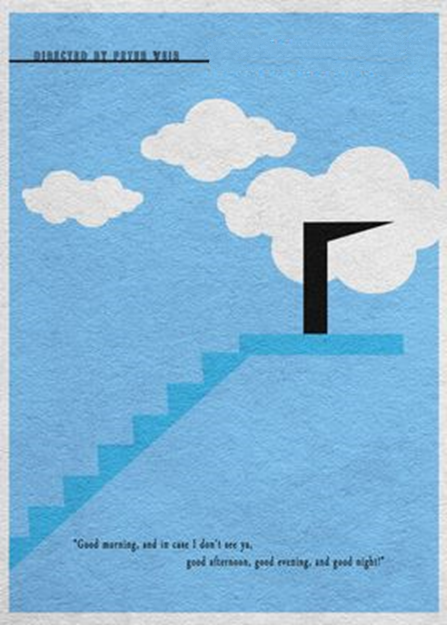 DIRECTED BY PETER WEIR
"Good morning, and in case I don't see ya,
good afternoon, good evening, and good night!"